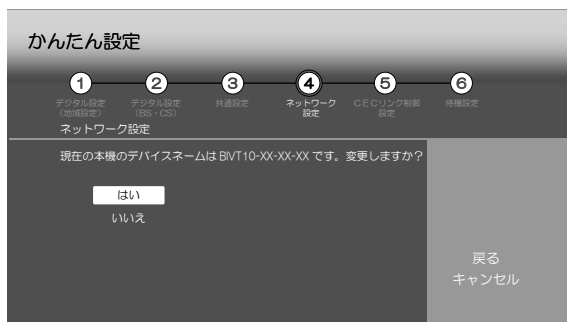 かんたん設定
1 2 3 4 5 6
デジタル設定 デジタル設定 共通設定 ネットワーク CECリンク制御 待機設定
(地域設定) (BS・CS) 設定 設定
ネットワーク設定
現在の本機のデバイスネームは BIVT10-XX-XX-XX です。変更しますか?
はい
いいえ
戻る
キャンセル